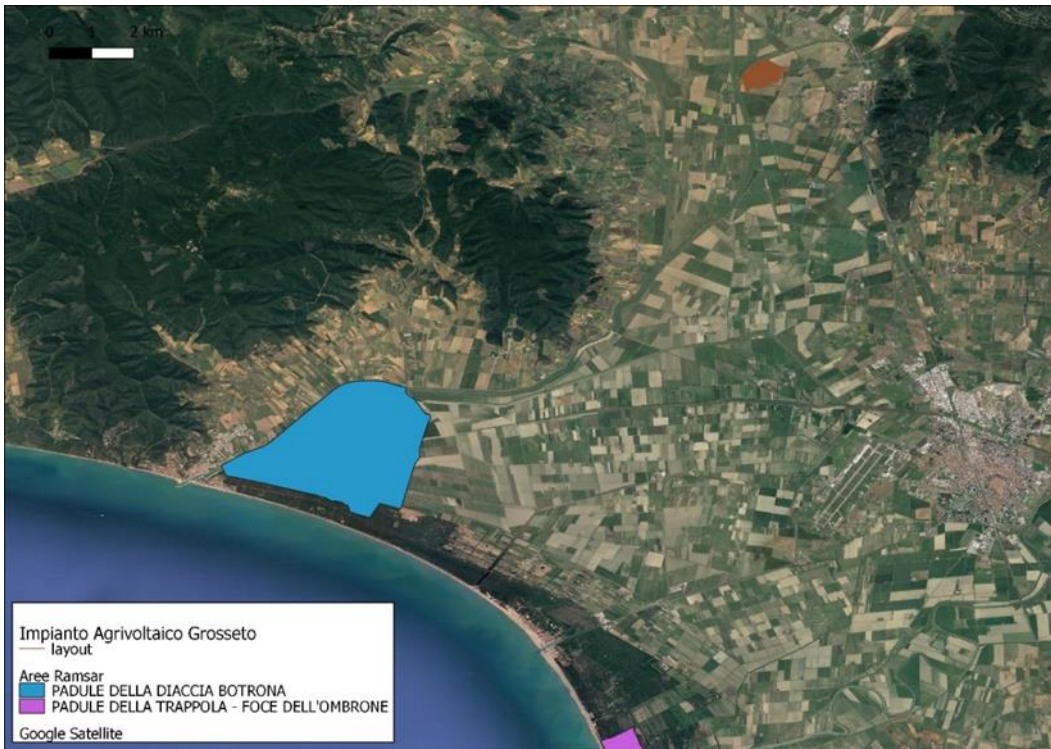 0 1 2 km
Impianto Agrivoltaico Grosseto
layout
Aree Ramsar
PADULE DELLA DIACCIA BOTRONA
PADULE DELLA TRAPPOLA - FOCE DELL'OMBRONE
Google Satellite